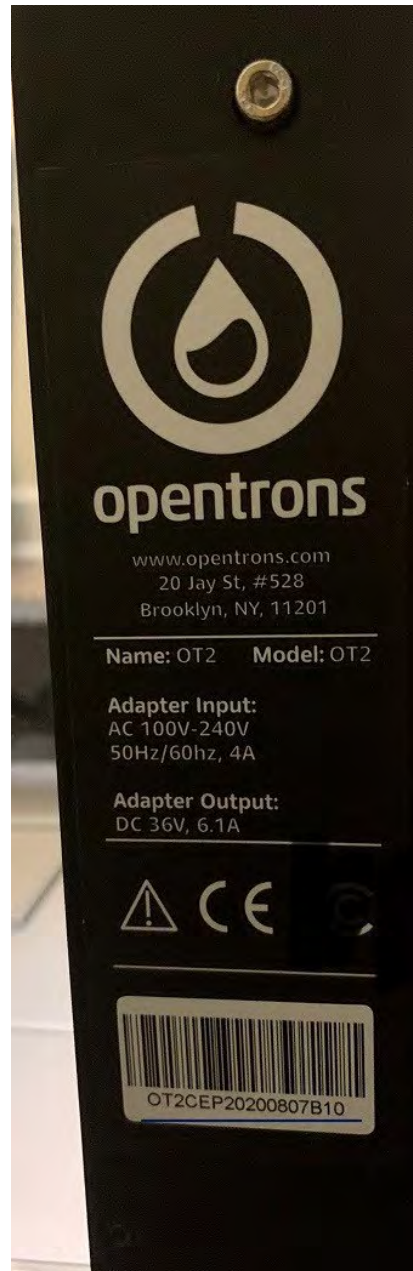 opentrons
www.opentrons.com
20 Jay St, #528
Brooklyn, NY, 11201
Name: OT2 Model: OT2
Adapter Input:
AC 100V-240V
50Hz/60hz, 4A
Adapter Output:
DC 36V, 6.1A
CE
OT2CEP20200807B10